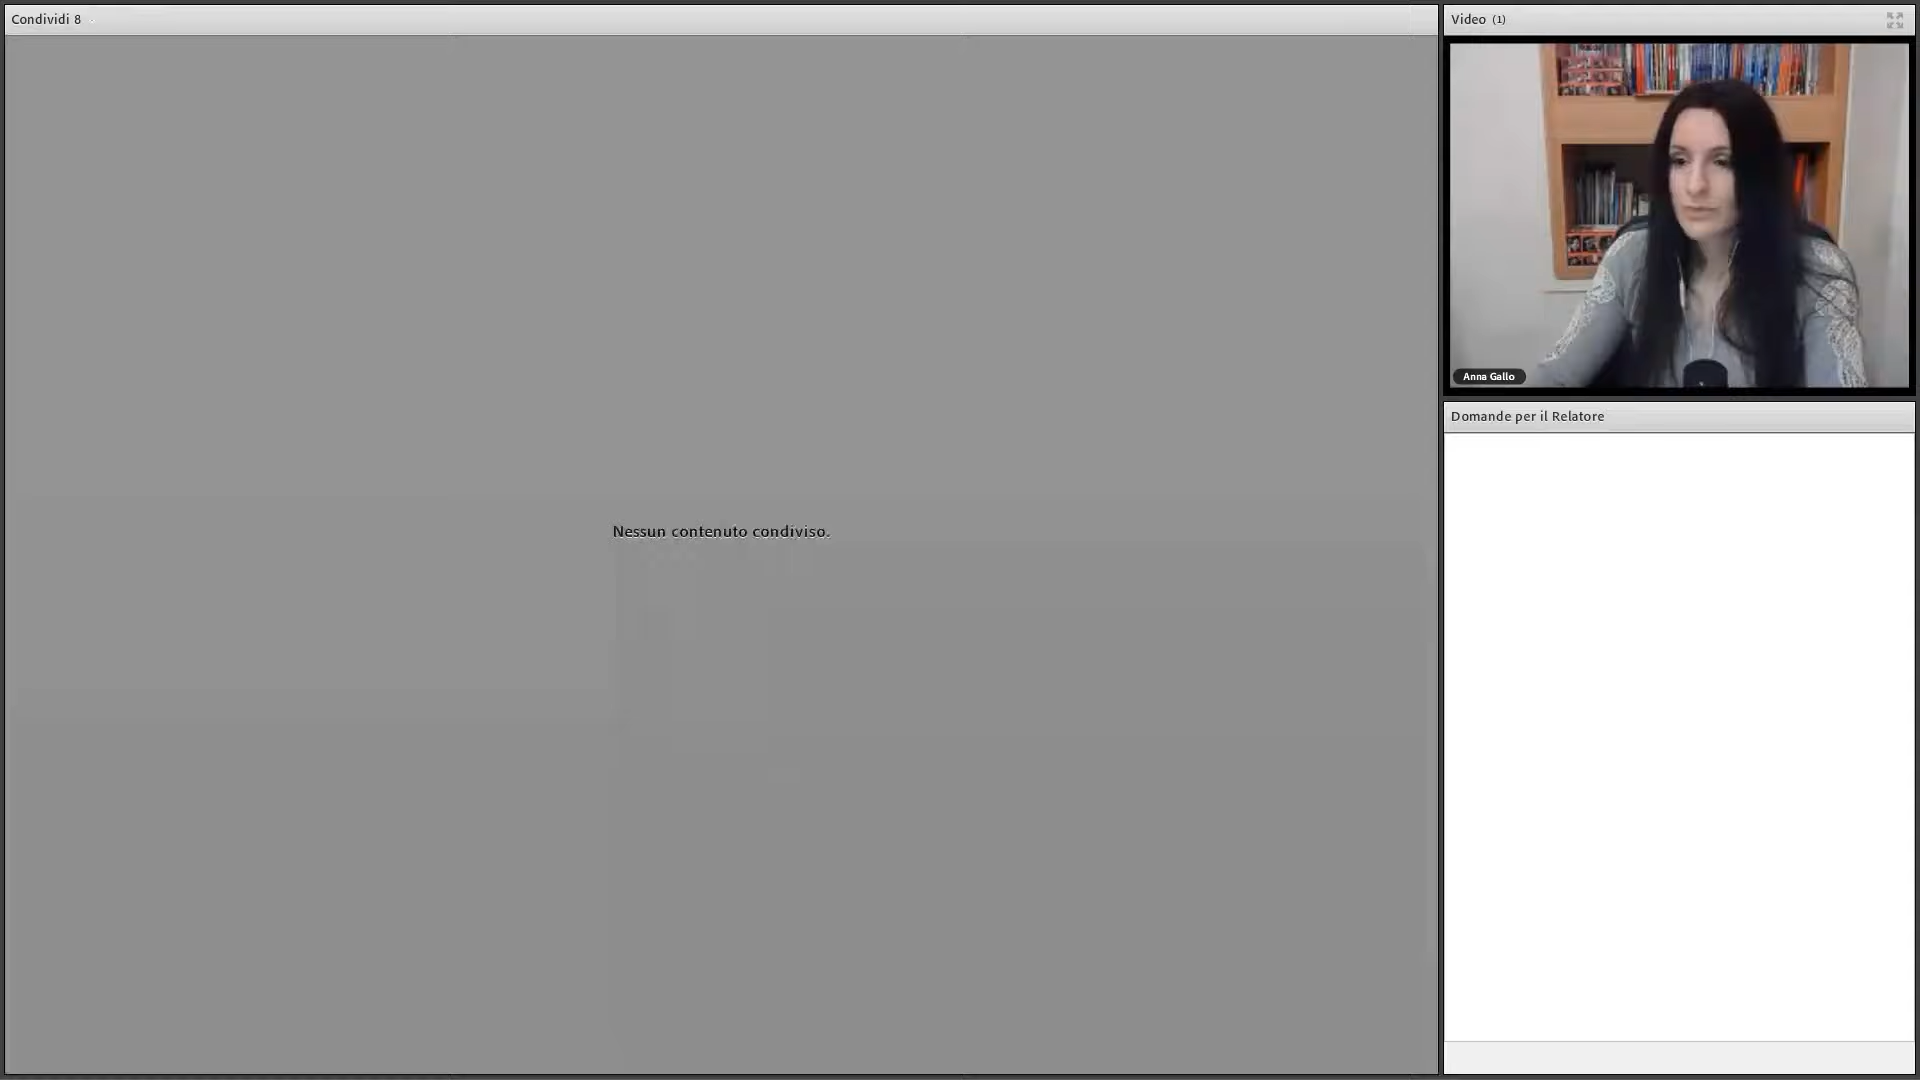 Condividi 8
Video (1)
Anna Gallo
Domande per il Relatore
Nessun contenuto condiviso.